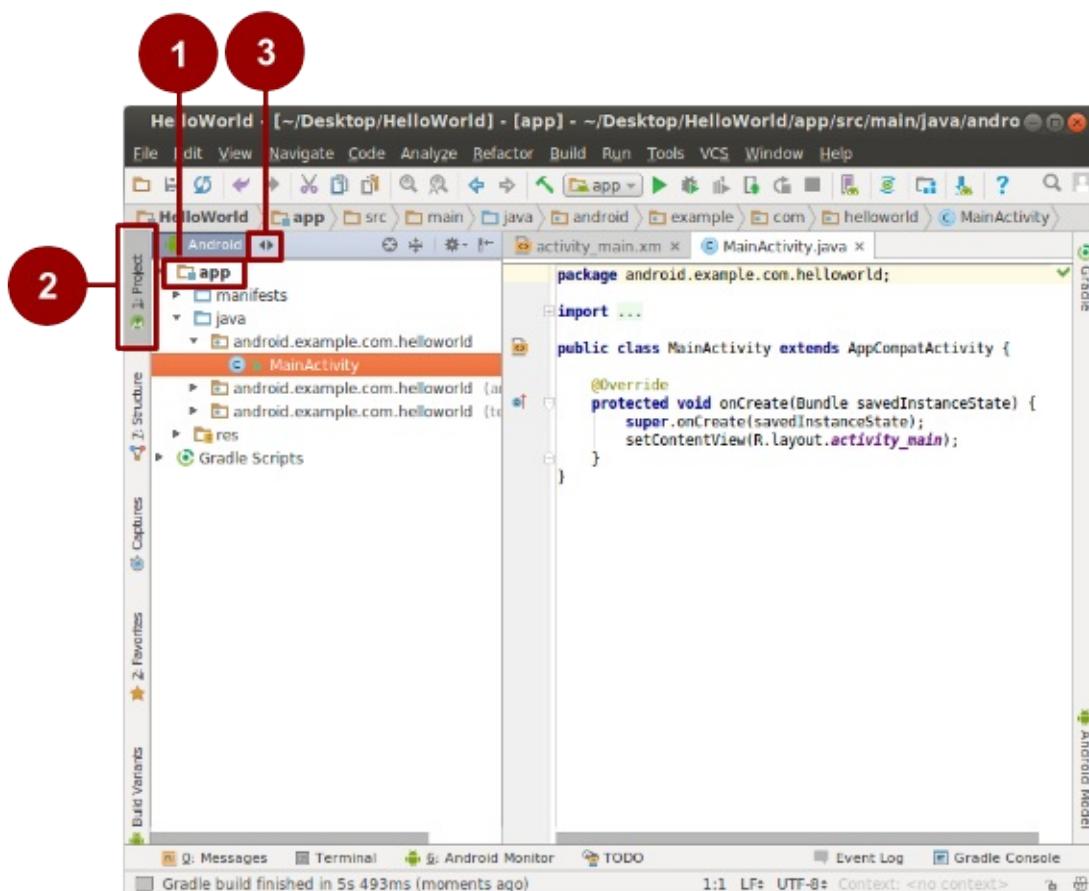 1 3
2
HelloWorld - [~/Desktop/HelloWorld] - [app] - ~/Desktop/HelloWorld/app/src/main/java/andro
File Edit View Navigate Code Analyze Refactor Build Run Tools VCS Window Help
app
HelloWorld app src main java android example com helloworld MainActivity
Android
activity_main.xm MainActivity.java
1: Project
7: Structure
Captures
2: Favorites
Build Variants
app
manifests
java
android.example.com.helloworld
MainActivity
android.example.com.helloworld (a
android.example.com.helloworld (te
res
Gradle Scripts
package android.example.com.helloworld;
import ...
public class MainActivity extends AppCompatActivity {
@Override
protected void onCreate(Bundle savedInstanceState) {
super.onCreate(savedInstanceState);
setContentView(R.layout.activity_main);
}
}
Gradle
Android Model
0: Messages Terminal 6: Android Monitor TODO Event Log Gradle Console
Gradle build finished in 5s 493ms (moments ago) 1:1 LF UTF-8 Context: <no context>